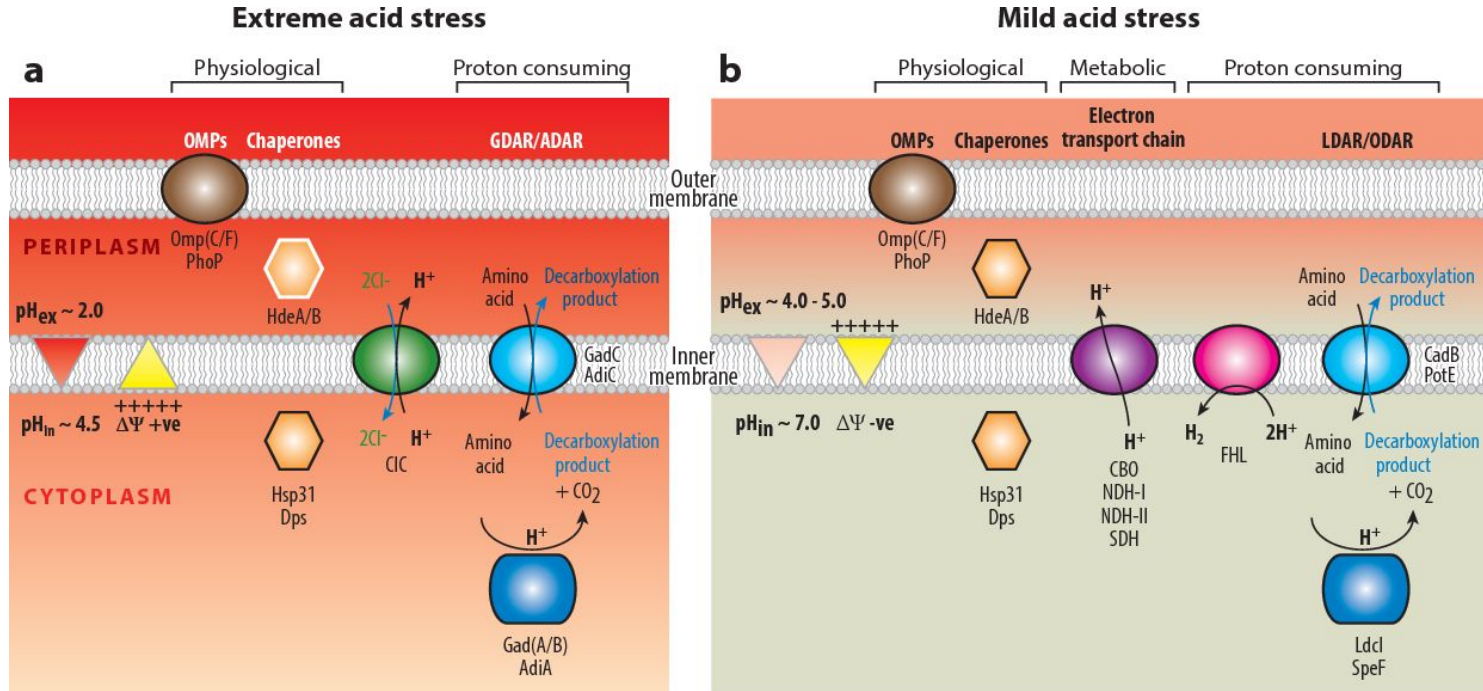 Extreme acid stress
a
Physiological
Proton consuming
OMPs
Chaperones
GDAR/ADAR
Outer
membrane
PERIPLASM
Omp(C/F)
PhoP
HdeA/B
2Cl-
H+
Amino
acid
Decarboxylation
product
pHex ~ 2.0
GadC
AdiC
Inner
membrane
+++++
pHIn ~ 4.5
ΔΨ +ve
2Cl-
H+
ClC
Amino
acid
Decarboxylation
product
+ CO2
CYTOPLASM
Hsp31
Dps
H+
Gad(A/B)
AdiA
Mild acid stress
b
Physiological
Metabolic
Proton consuming
OMPs
Chaperones
Electron
transport chain
LDAR/ODAR
Omp(C/F)
PhoP
HdeA/B
H+
Amino
acid
Decarboxylation
product
pHex ~ 4.0 - 5.0
+++++
CadB
PotE
pHin ~ 7.0
ΔΨ -ve
H+
CBO
NDH-I
NDH-II
SDH
H2
2H+
FHL
Amino
acid
Decarboxylation
product
+ CO2
Hsp31
Dps
H+
LdcI
SpeF